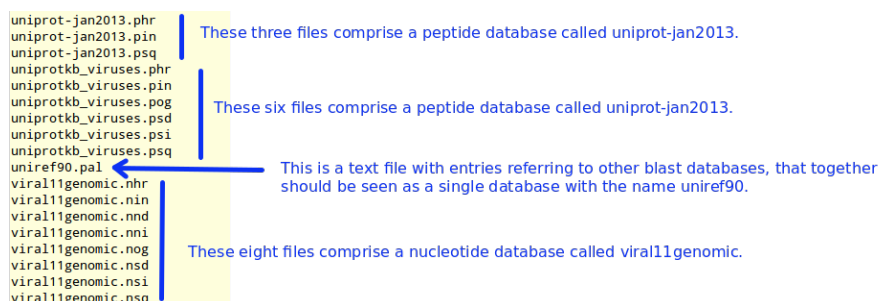 uniprot-jan2013.phr
uniprot-jan2013.pin
uniprot-jan2013.psq
These three files comprise a peptide database called uniprot-jan2013.
uniprotkb_viruses.phr
uniprotkb_viruses.pin
uniprotkb_viruses.pog
uniprotkb_viruses.psd
uniprotkb_viruses.psi
uniprotkb_viruses.psq
These six files comprise a peptide database called uniprot-jan2013.
uniref90.pal
This is a text file with entries referring to other blast databases, that together
should be seen as a single database with the name uniref90.
viral11genomic.nhr
viral11genomic.nin
viral11genomic.nnd
viral11genomic.nni
viral11genomic.nog
viral11genomic.nsd
viral11genomic.nsi
viral11genomic.nsq
These eight files comprise a nucleotide database called viral11genomic.